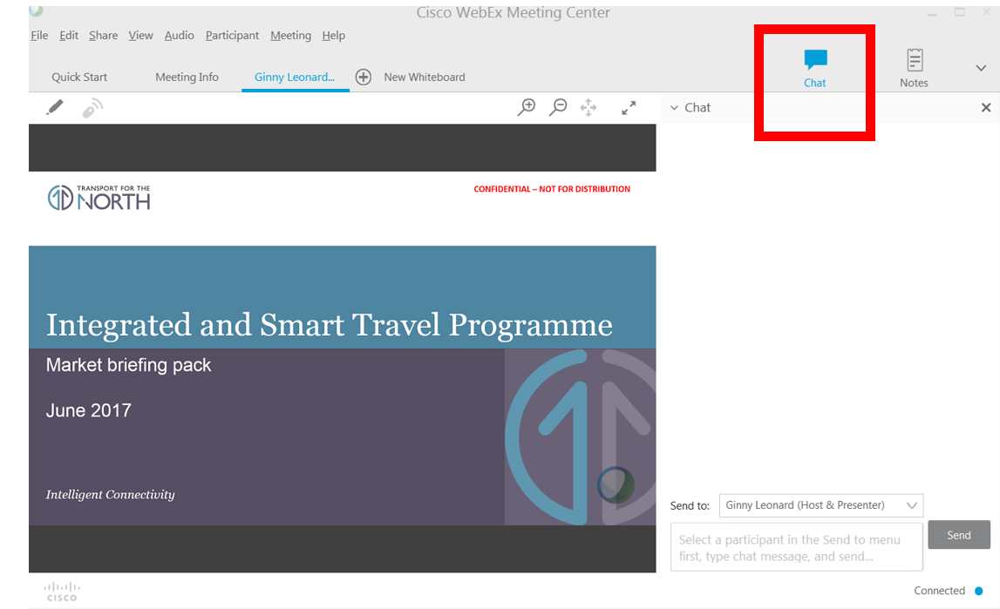 Cisco WebEx Meeting Center
File Edit Share View Audio Participant Meeting Help
Quick Start Meeting Info Ginny Leonard... New Whiteboard
Chat Notes
Chat
TRANSPORT FOR THE
NORTH
CONFIDENTIAL – NOT FOR DISTRIBUTION
Integrated and Smart Travel Programme
Market briefing pack
June 2017
Intelligent Connectivity
Send to: Ginny Leonard (Host & Presenter)
Select a participant in the Send to menu
first, type chat message, and send...
Send
CISCO
Connected